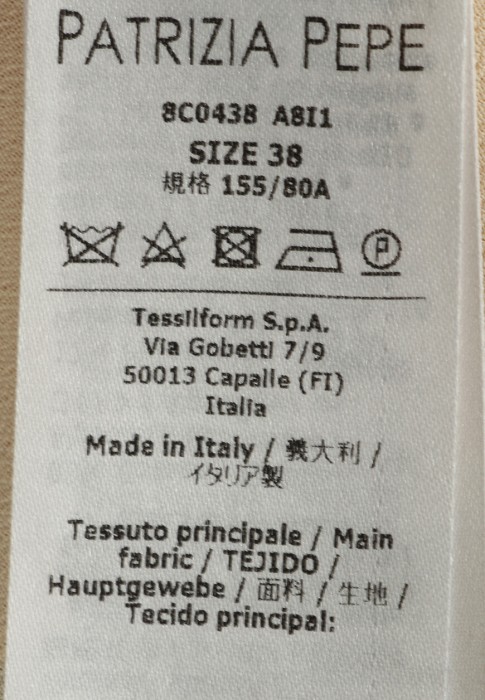 PATRIZIA PEPE
8C0438 A8I1
SIZE 38
規格 155/80A
P
Tessilform S.p.A.
Via Gobetti 7/9
50013 Capalle (FI)
Italia
Made in Italy / 義大利 /
イタリア製
Tessuto principale / Main
fabric / TEJIDO /
Hauptgewebe / 面料 / 生地 /
Tecido principal: